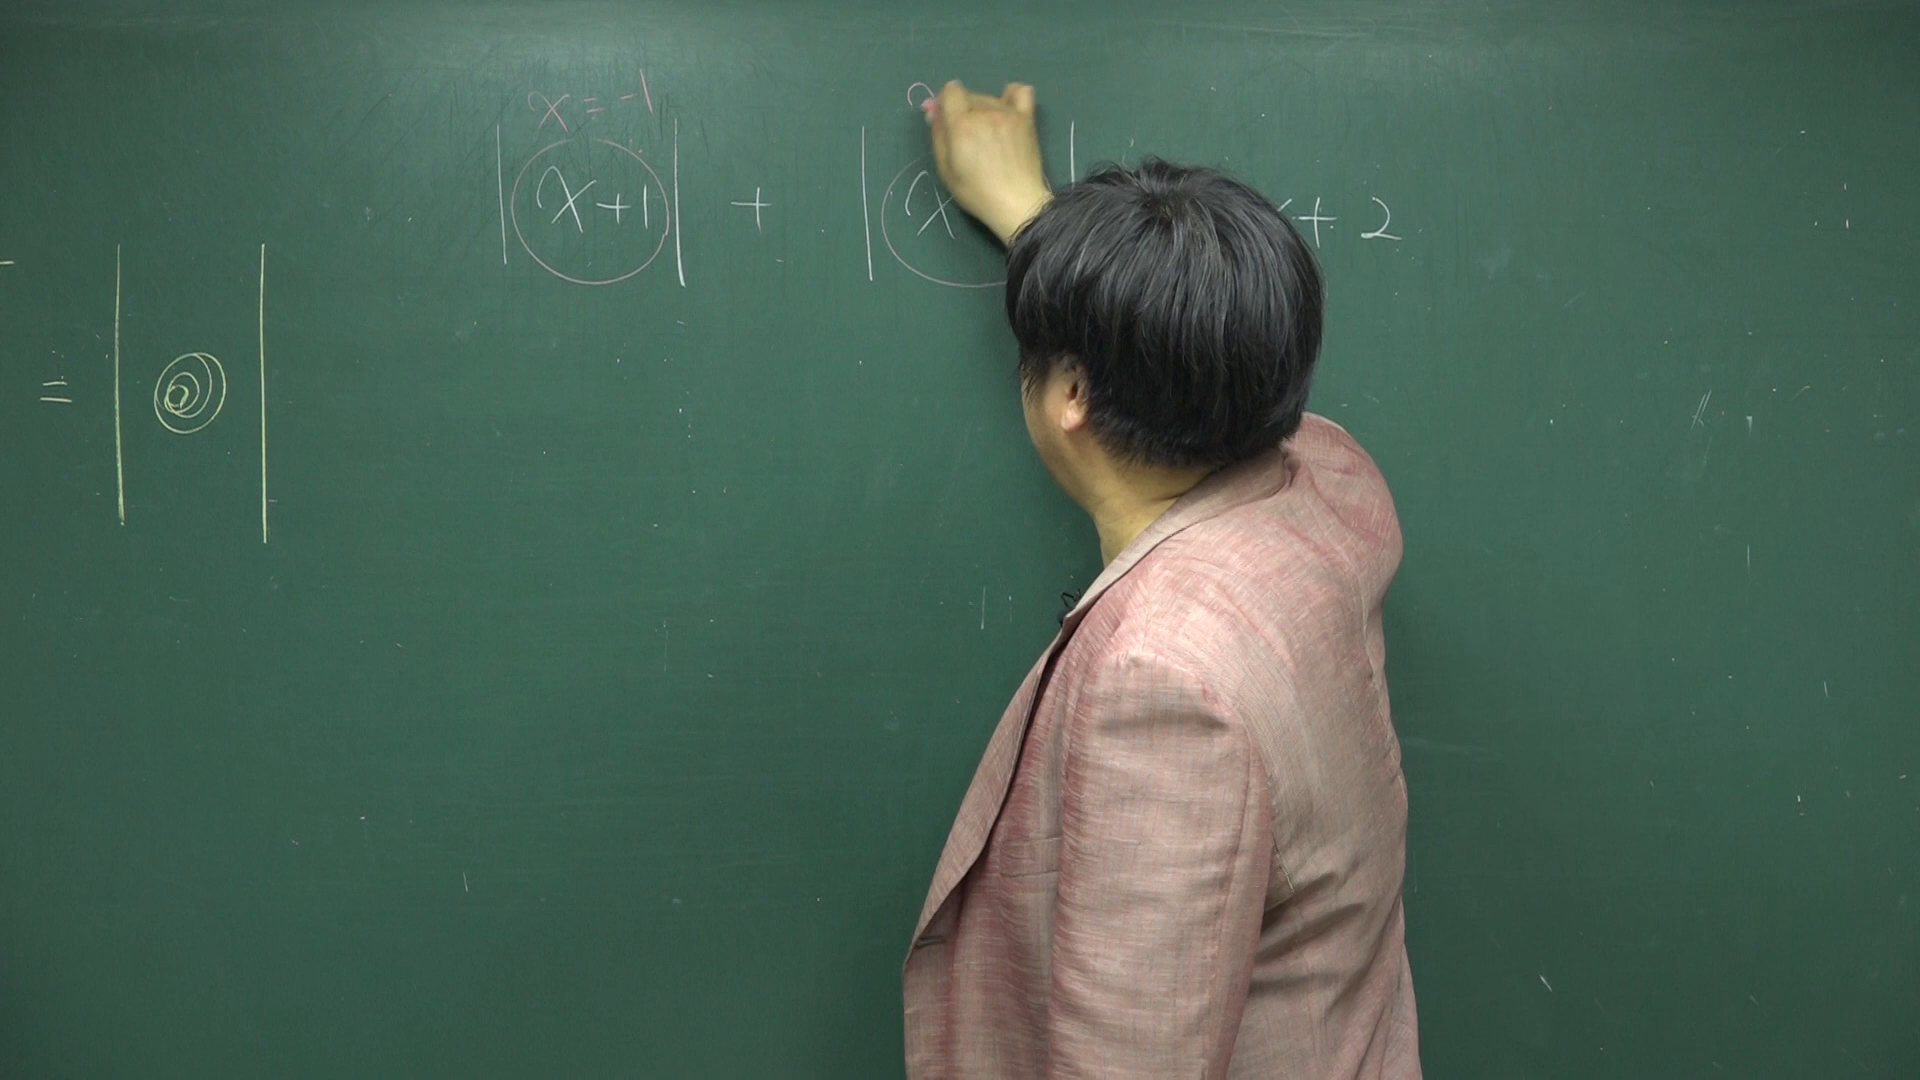 x = -1
|x+1| + |x | + 2
= | |